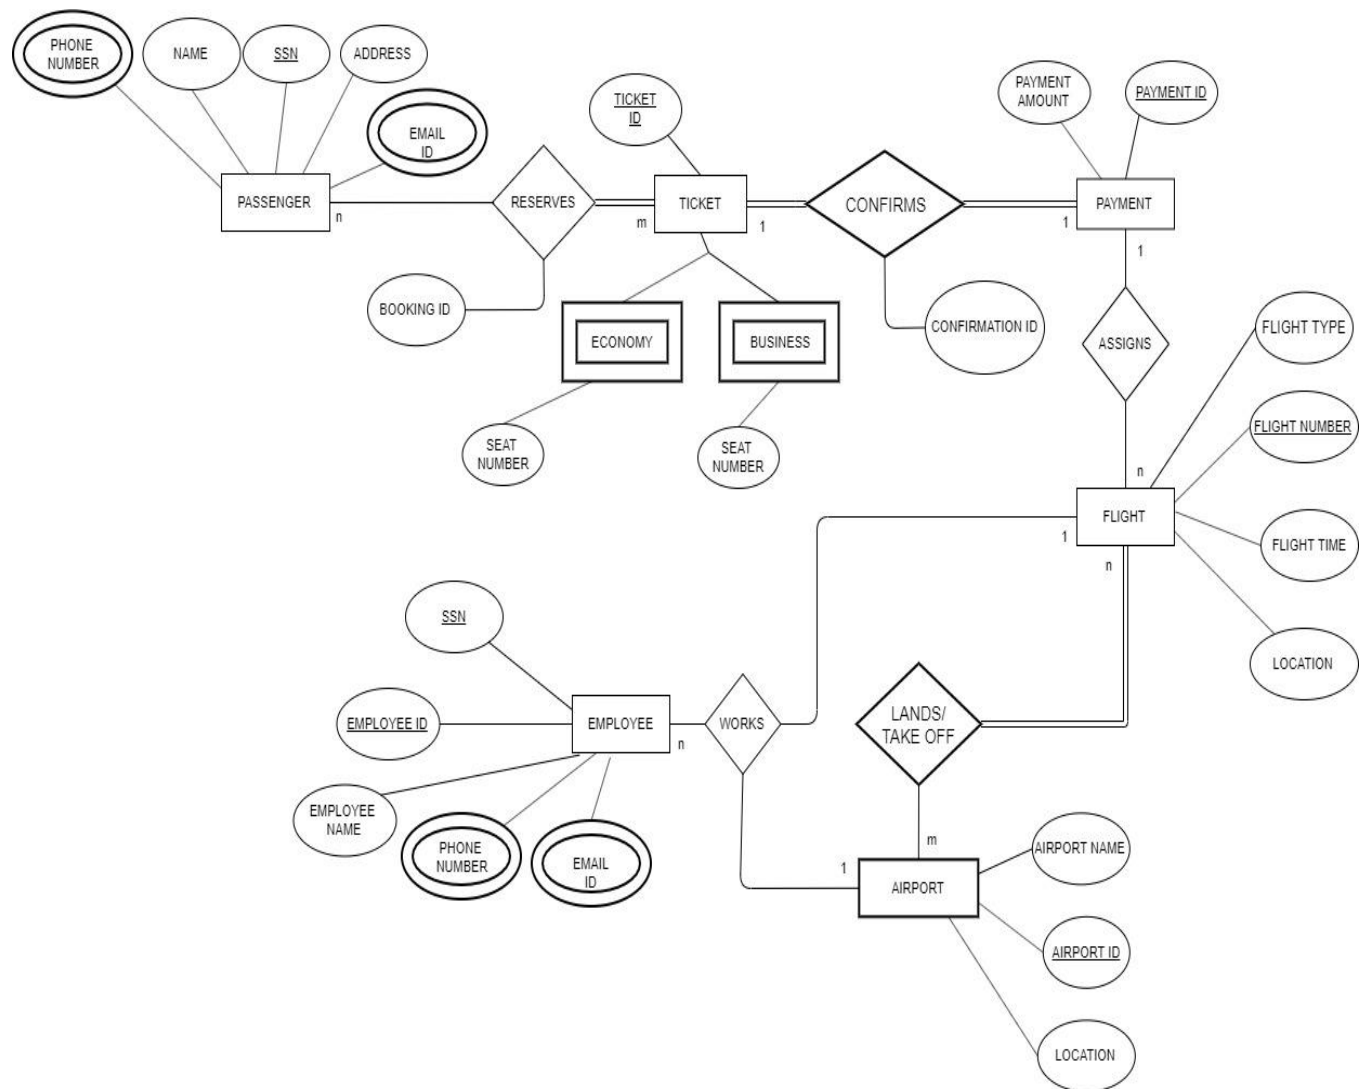 PHONE
NUMBER
NAME
SSN
ADDRESS
EMAIL
ID
TICKET
ID
PAYMENT
AMOUNT
PAYMENT ID
PASSENGER
n
RESERVES
m
TICKET
1
CONFIRMS
1
PAYMENT
1
BOOKING ID
ECONOMY
BUSINESS
CONFIRMATION ID
ASSIGNS
FLIGHT TYPE
SEAT
NUMBER
SEAT
NUMBER
FLIGHT NUMBER
n
FLIGHT
1
n
FLIGHT TIME
SSN
LOCATION
EMPLOYEE ID
EMPLOYEE
n
WORKS
LANDS/
TAKE OFF
EMPLOYEE
NAME
PHONE
NUMBER
EMAIL
ID
m
1
AIRPORT
AIRPORT NAME
AIRPORT ID
LOCATION